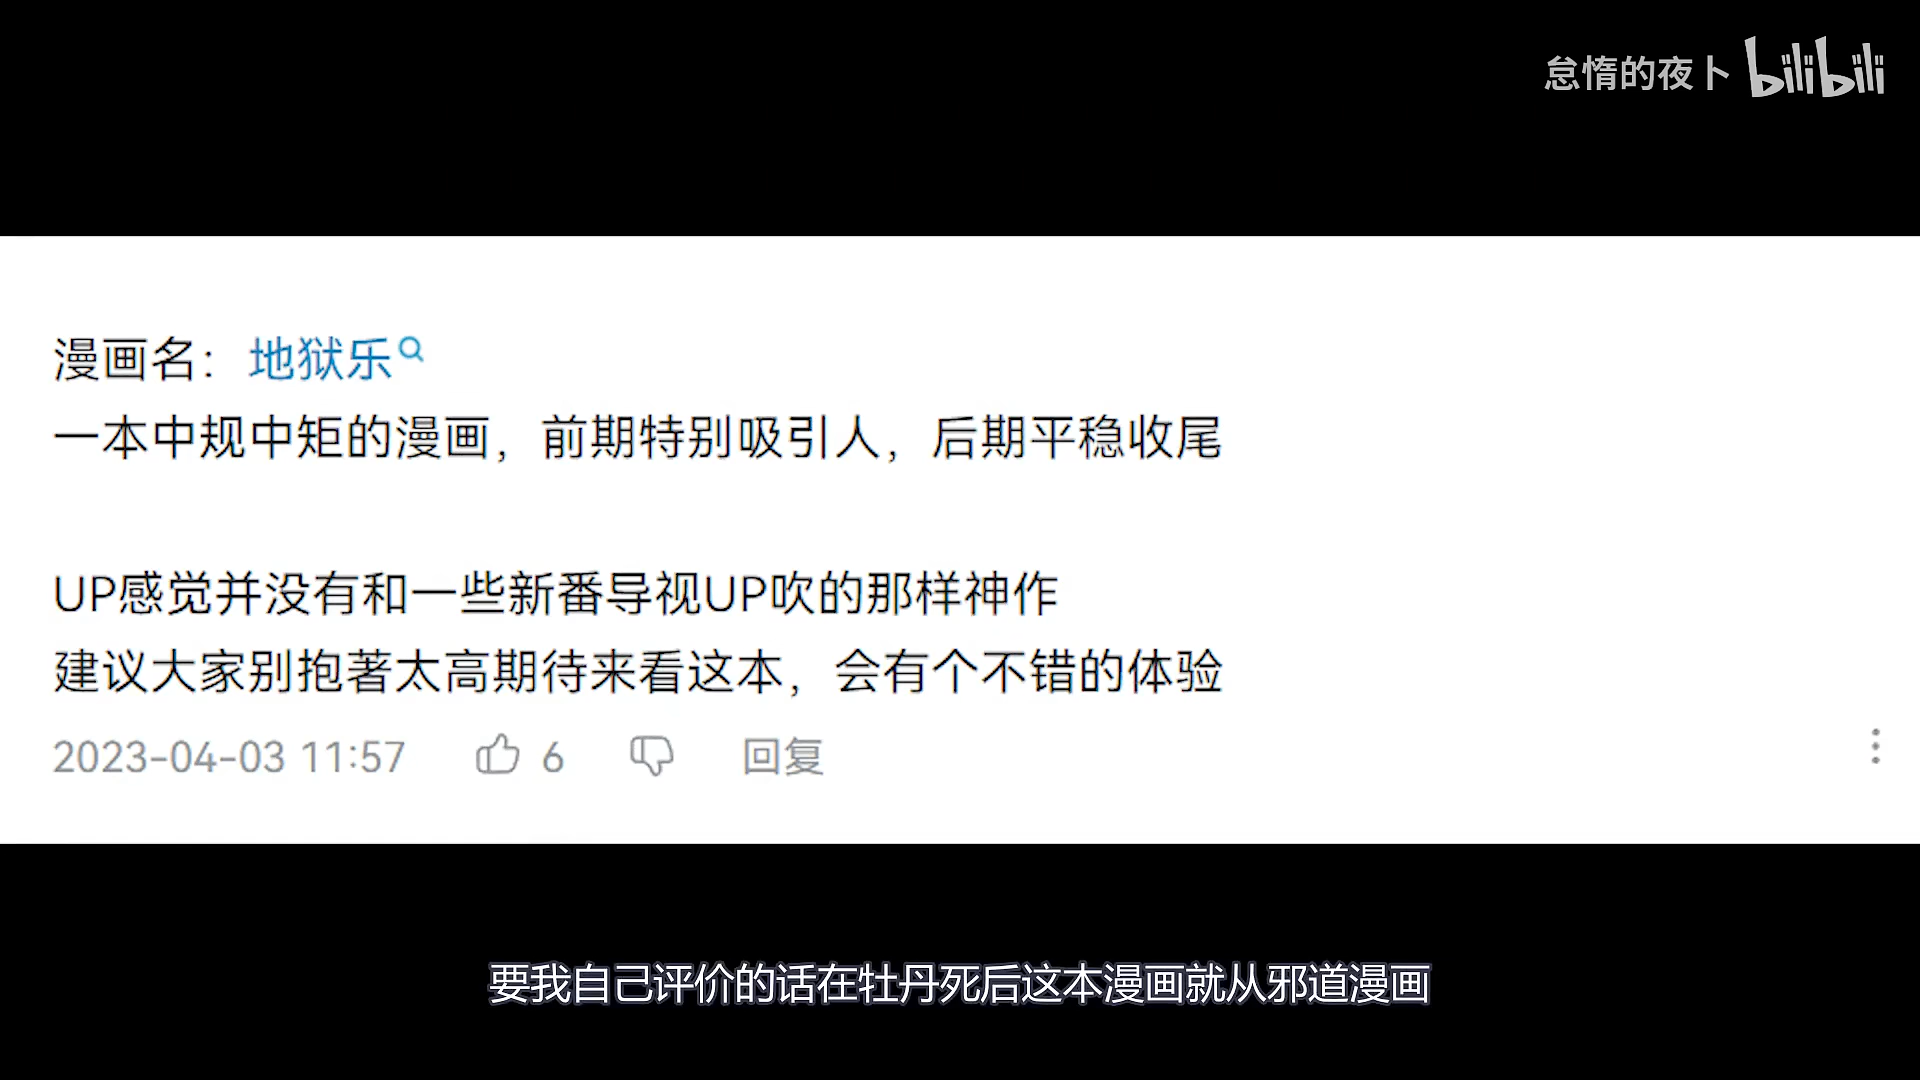 怠惰的夜卜 bilibili
漫画名：地狱乐
一本中规中矩的漫画，前期特别吸引人，后期平稳收尾
UP感觉并没有和一些新番导视UP吹的那样神作
建议大家别抱著太高期待来看这本，会有个不错的体验
2023-04-03 11:57 6 回复
要我自己评价的话在牡丹死后这本漫画就从邪道漫画